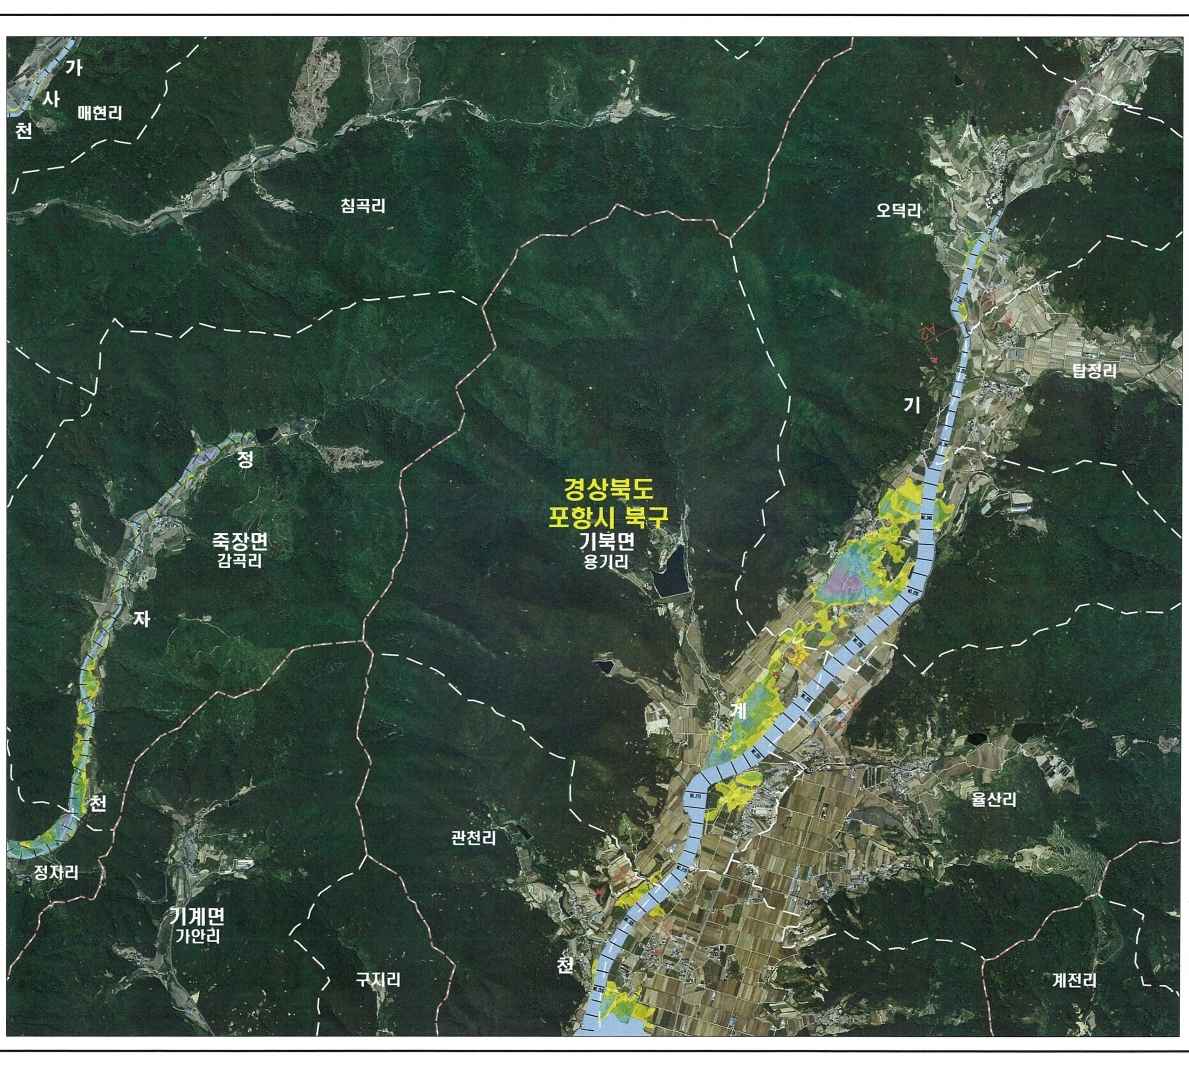 가
사
천
매현리
침곡리
오덕리
탑정리
기
정
경상북도
포항시 북구
기북면
용기리
죽장면
감곡리
자
계
천
율산리
관천리
정자리
기계면
가안리
천
구지리
계전리